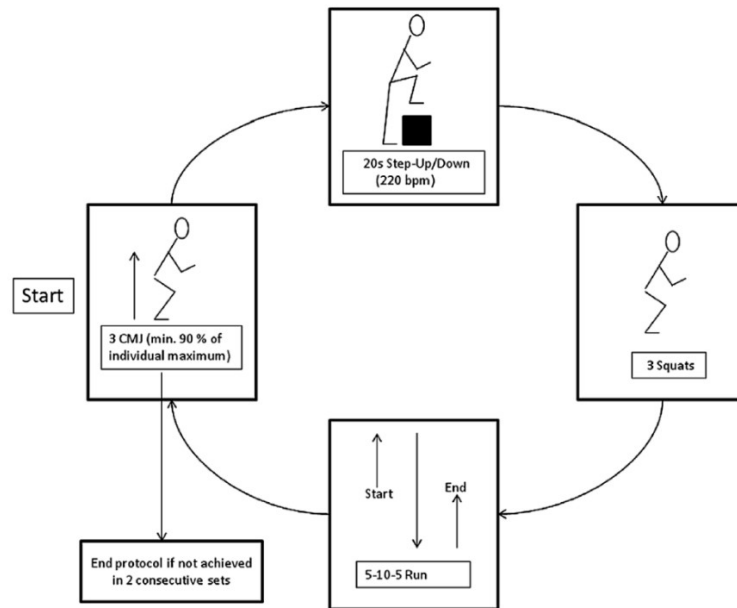 20s Step-Up/Down
(220 bpm)
Start
3 CMJ (min. 90 % of
individual maximum)
3 Squats
Start
End
5-10-5 Run
End protocol if not achieved
in 2 consecutive sets